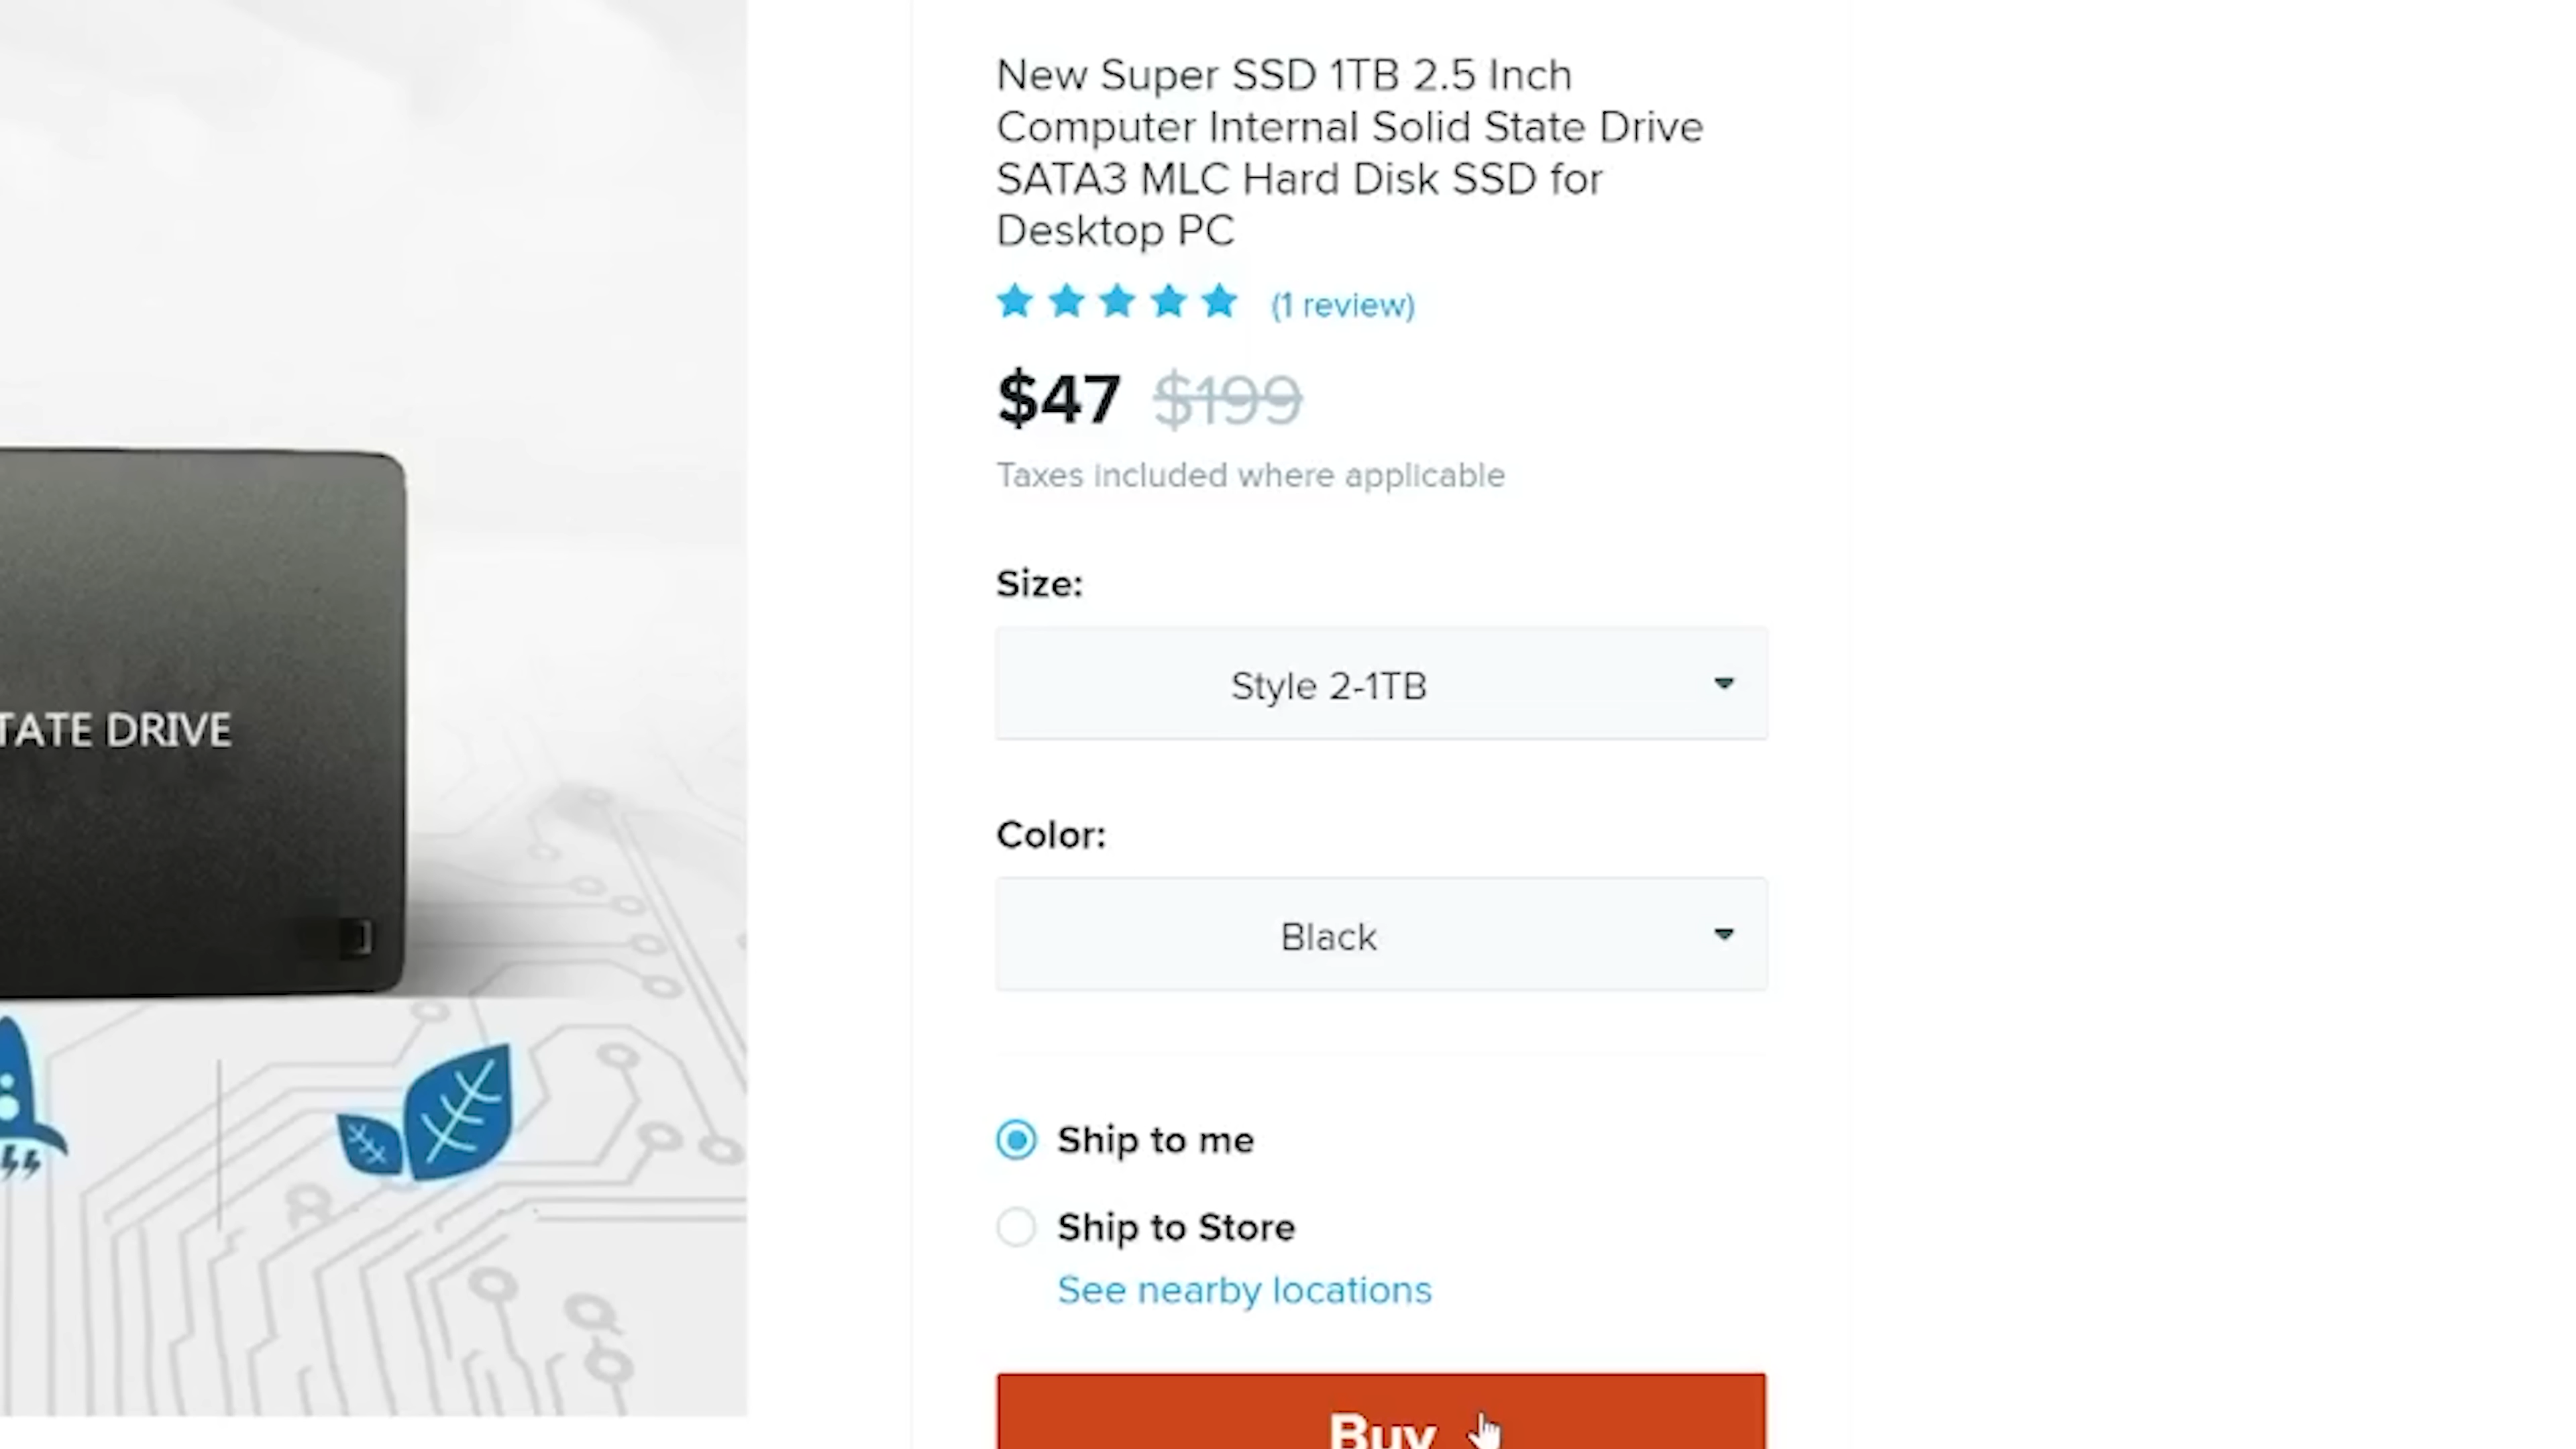 New Super SSD 1TB 2.5 Inch
Computer Internal Solid State Drive
SATA3 MLC Hard Disk SSD for
Desktop PC
(1 review)
$47 $199
Taxes included where applicable
Size:
Style 2-1TB
Color:
Black
Ship to me
Ship to Store
See nearby locations
Buy
TATE DRIVE